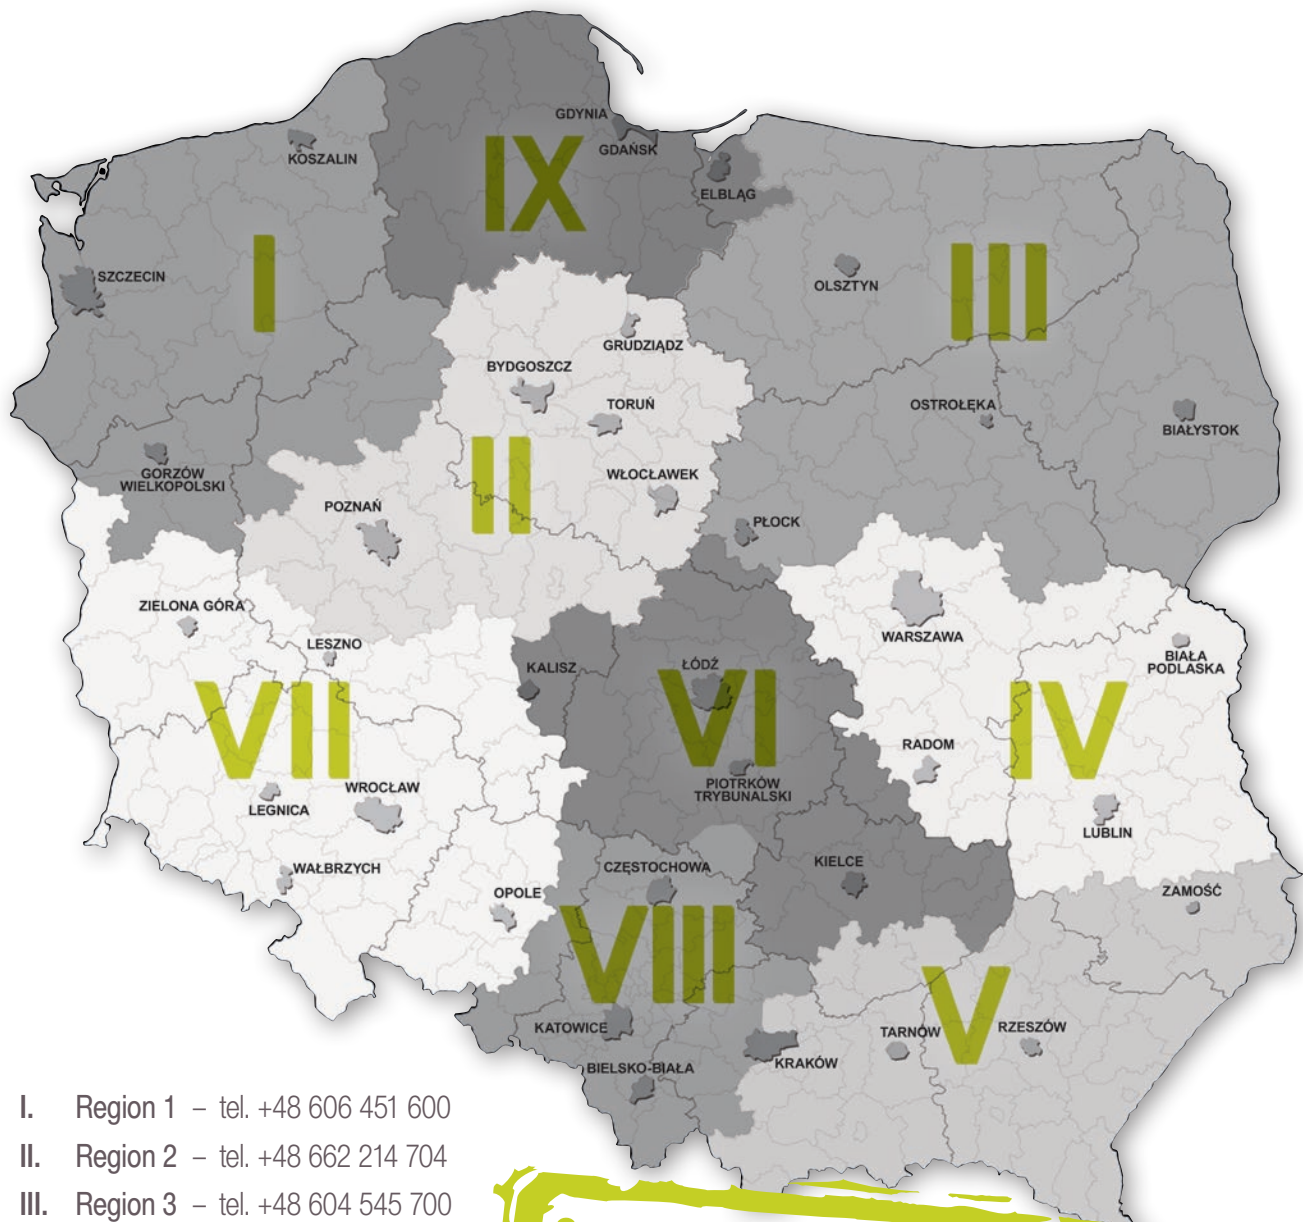 GDYNIA
GDAŃSK
IX
KOSZALIN
ELBLĄG
I
SZCZECIN
OLSZTYN
III
GRUDZIĄDZ
BYDGOSZCZ
TORUŃ
OSTROŁĘKA
BIAŁYSTOK
GORZÓW
WIELKOPOLSKI
II
WŁOCŁAWEK
POZNAŃ
PŁOCK
ZIELONA GÓRA
LESZNO
WARSZAWA
BIAŁA
PODLASKA
KALISZ
ŁÓDŹ
VII
VI
IV
RADOM
PIOTRKÓW
TRYBUNALSKI
WROCŁAW
LEGNICA
LUBLIN
WAŁBRZYCH
CZĘSTOCHOWA
KIELCE
OPOLE
ZAMOŚĆ
VIII
V
KATOWICE
TARNÓW
RZESZÓW
KRAKÓW
BIELSKO-BIAŁA
I. Region 1 – tel. +48 606 451 600
II. Region 2 – tel. +48 662 214 704
III. Region 3 – tel. +48 604 545 700